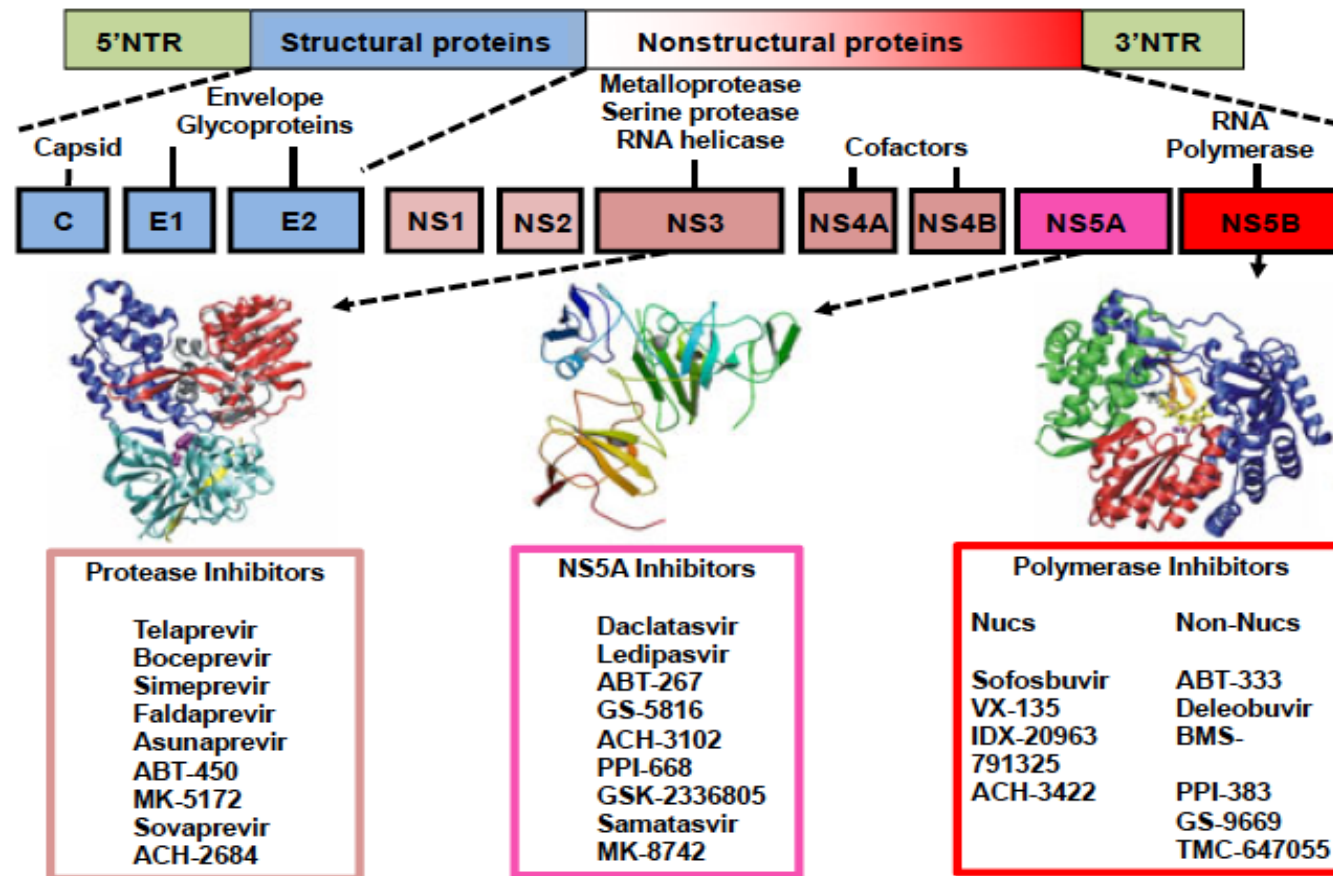 5'NTR
Structural proteins
Nonstructural proteins
3'NTR
Capsid
Envelope
Glycoproteins
Metalloprotease
Serine protease
RNA helicase
Cofactors
RNA
Polymerase
C
E1
E2
NS1
NS2
NS3
NS4A
NS4B
NS5A
NS5B
Protease Inhibitors
Telaprevir
Boceprevir
Simeprevir
Faldaprevir
Asunaprevir
ABT-450
MK-5172
Sovaprevir
ACH-2684
NS5A Inhibitors
Daclatasvir
Ledipasvir
ABT-267
GS-5816
ACH-3102
PPI-668
GSK-2336805
Samatasvir
MK-8742
Polymerase Inhibitors
Nucs Non-Nucs
Sofosbuvir ABT-333
VX-135 Deleobuvir
IDX-20963 BMS-
791325
ACH-3422 PPI-383
GS-9669
TMC-647055